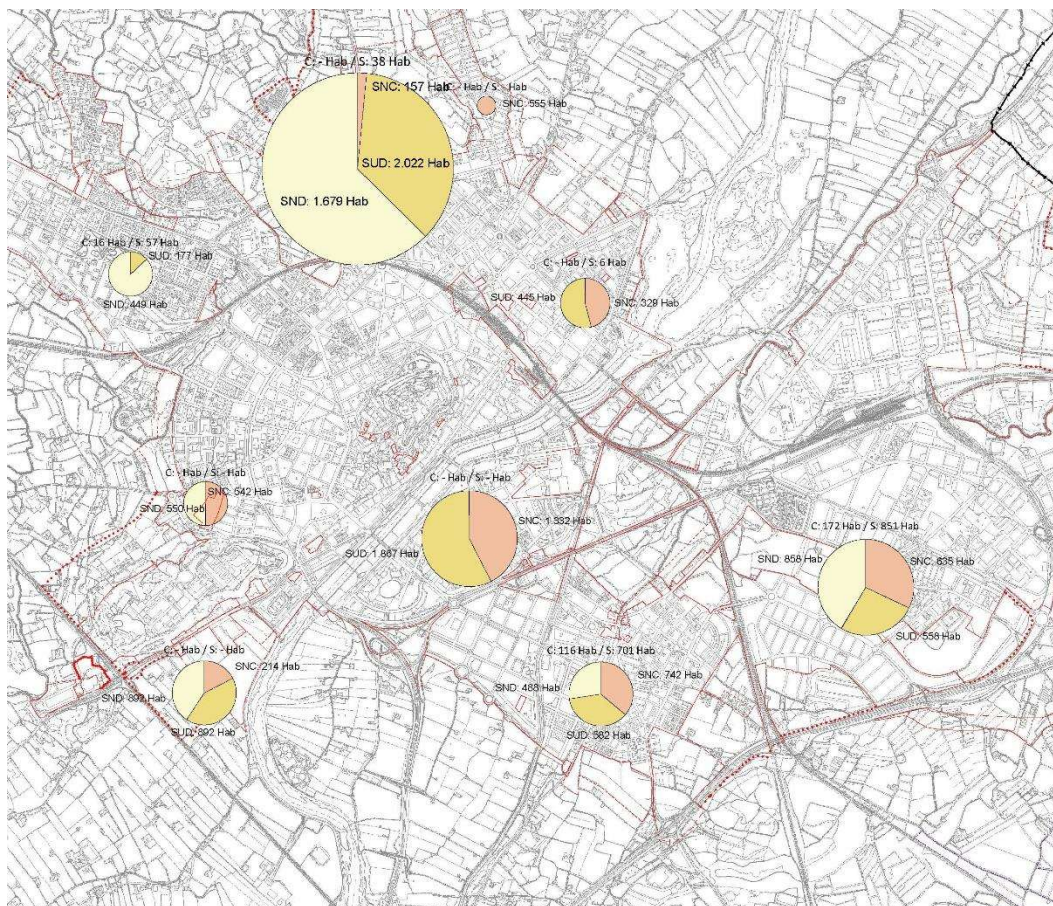 C: - Hab / S: 38 Hab
SNC: 157 Hab
SUD: 2.022 Hab
SND: 1.679 Hab
C: - Hab / S: - Hab
SNC: 555 Hab
C: 16 Hab / S: 57 Hab
SUD: 177 Hab
SND: 449 Hab
C: - Hab / S: 6 Hab
SUD: 445 Hab
SNC: 329 Hab
C: - Hab / S: - Hab
SNC: 542 Hab
SND: 550 Hab
C: - Hab / S: - Hab
SNC: 1.332 Hab
SUD: 1.867 Hab
C: 172 Hab / S: 851 Hab
SND: 858 Hab
SNC: 835 Hab
SUD: 556 Hab
C: - Hab / S: - Hab
SNC: 214 Hab
SND: 892 Hab
SUD: 892 Hab
C: 116 Hab / S: 701 Hab
SNC: 742 Hab
SND: 488 Hab
SUD: 582 Hab